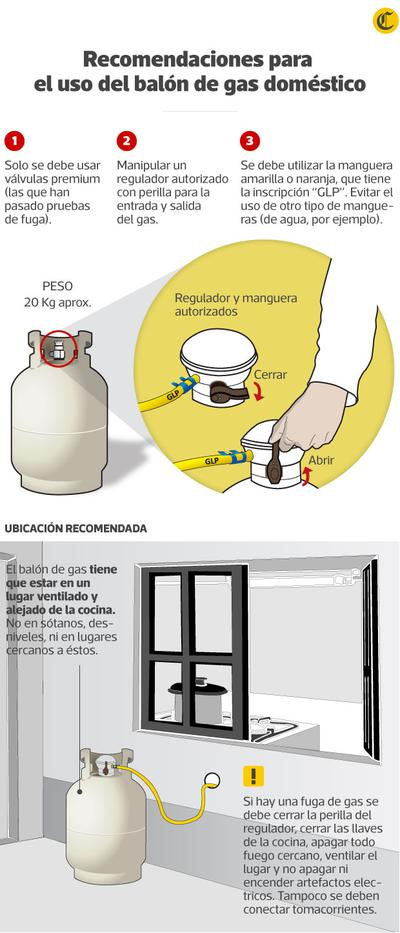 C
Recomendaciones para
el uso del balón de gas doméstico
1
Solo se debe usar
válvulas premium
(las que han
pasado pruebas
de fuga).
2
Manipular un
regulador autorizado
con perilla para la
entrada y salida
del gas.
3
Se debe utilizar la manguera
amarilla o naranja, que tiene
la inscripción “GLP”. Evitar el
uso de otro tipo de mangue-
ras (de agua, por ejemplo).
PESO
20 Kg aprox.
Regulador y manguera
autorizados
Cerrar
GLP
GLP
Abrir
UBICACIÓN RECOMENDADA
El balón de gas tiene
que estar en un
lugar ventilado y
alejado de la cocina.
No en sótanos, des-
niveles, ni en lugares
cercanos a éstos.
!
Si hay una fuga de gas se
debe cerrar la perilla del
regulador, cerrar las llaves
de la cocina, apagar todo
fuego cercano, ventilar el
lugar y no apagar ni
encender artefactos elec-
tricos. Tampoco se deben
conectar tomacorrientes.